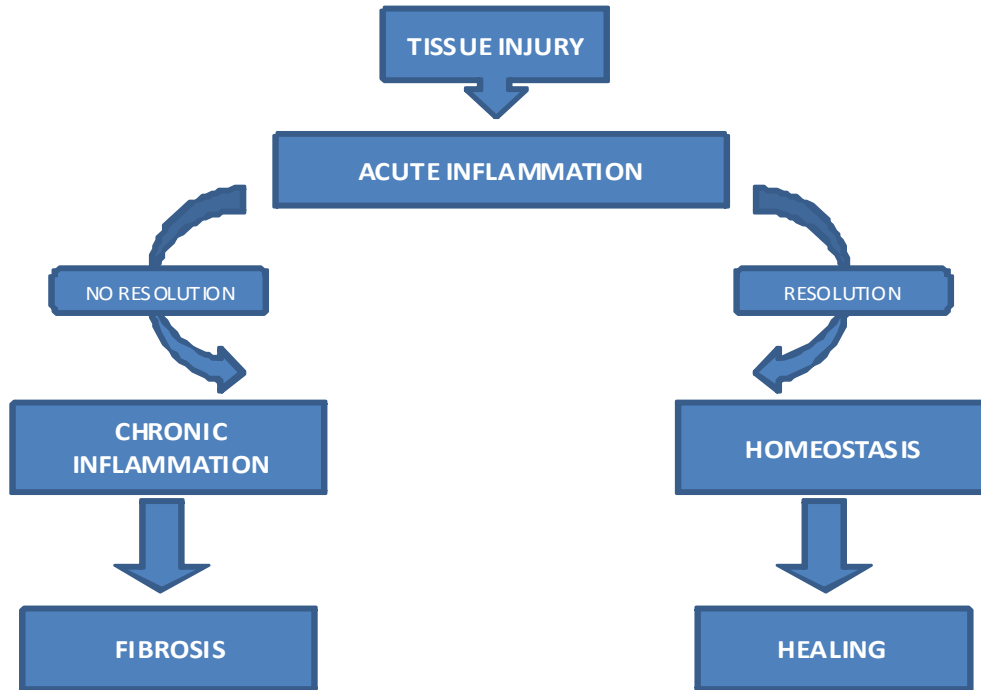 TISSUE INJURY
ACUTE INFLAMMATION
NO RESOLUTION
RESOLUTION
CHRONIC
INFLAMMATION
HOMEOSTASIS
FIBROSIS
HEALING